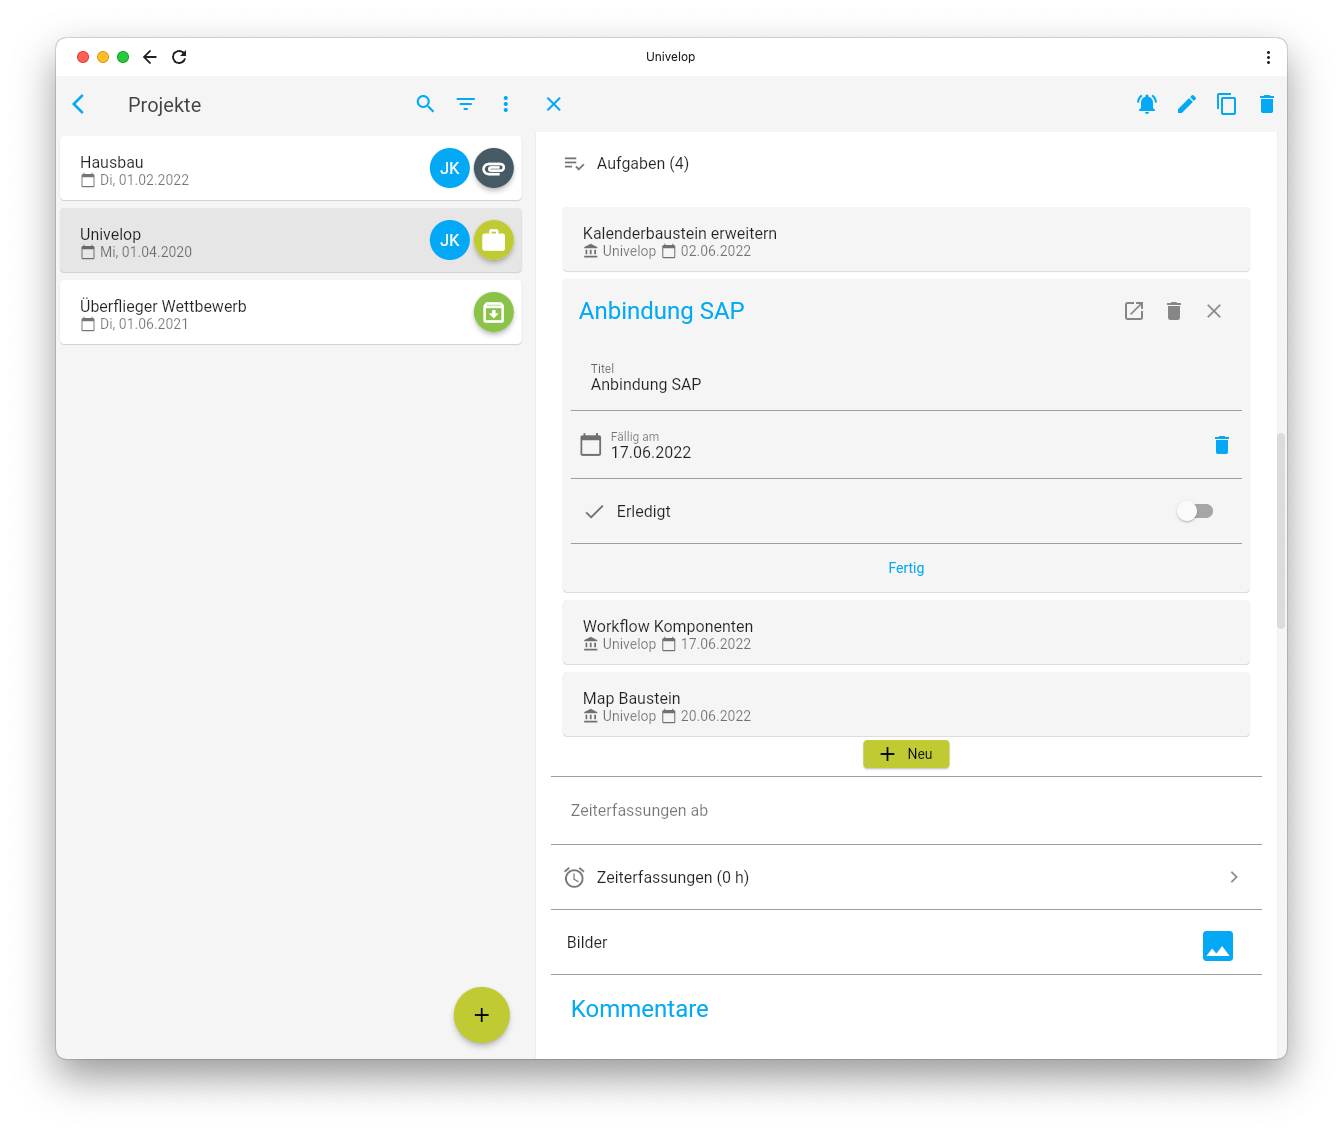 Univelop
Projekte
Hausbau
Di, 01.02.2022
JK
Univelop
Mi, 01.04.2020
JK
Überflieger Wettbewerb
Di, 01.06.2021
Aufgaben (4)
Kalenderbaustein erweitern
Univelop 02.06.2022
Anbindung SAP
Titel
Anbindung SAP
Fällig am
17.06.2022
Erledigt
Fertig
Workflow Komponenten
Univelop 17.06.2022
Map Baustein
Univelop 20.06.2022
Neu
Zeiterfassungen ab
Zeiterfassungen (0 h)
Bilder
Kommentare